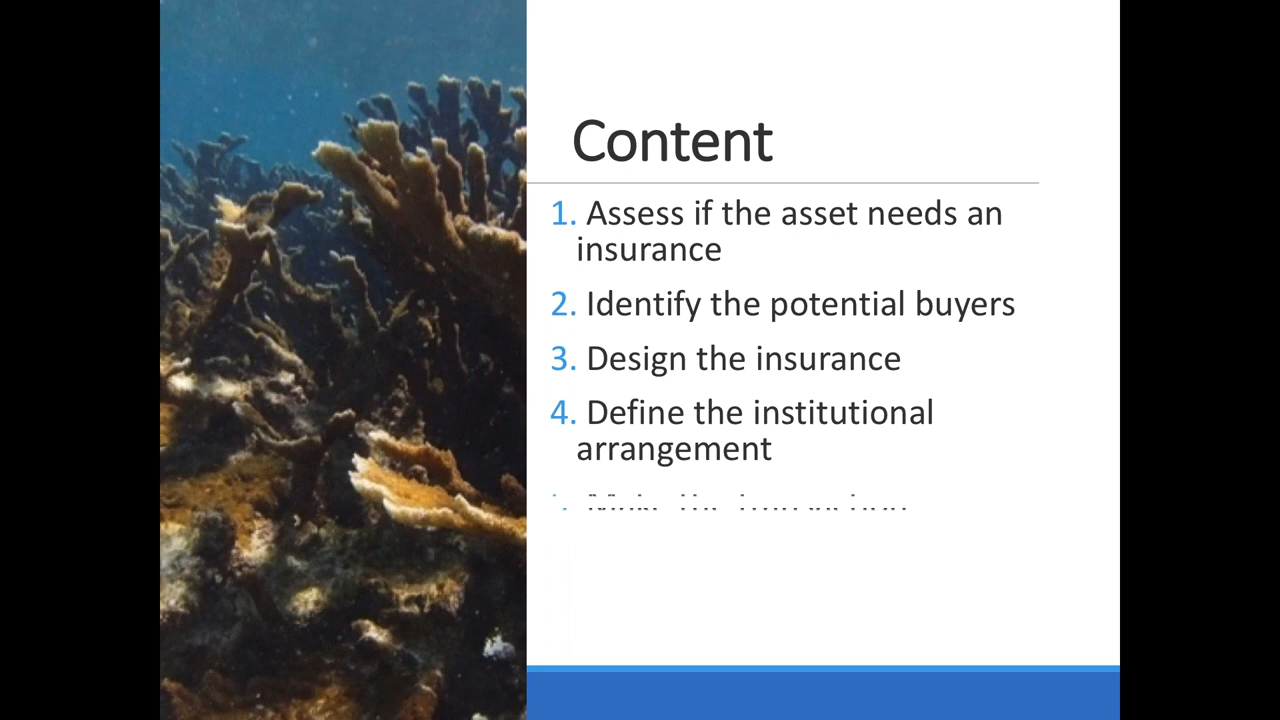 Content
1. Assess if the asset needs an
insurance
2. Identify the potential buyers
3. Design the insurance
4. Define the institutional
arrangement